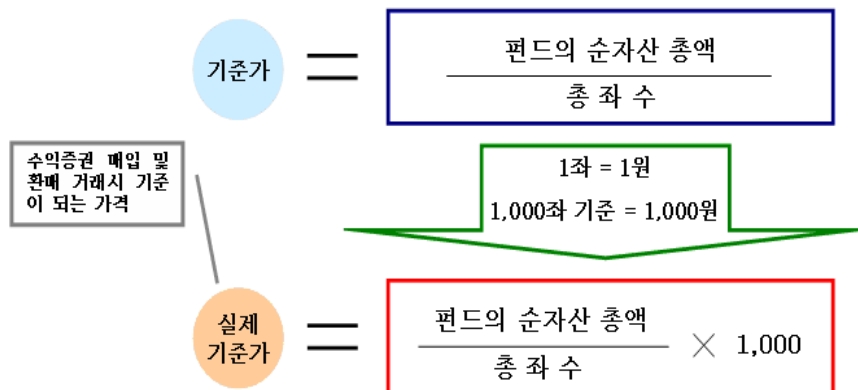 기준가
펀드의 순자산 총액
총 좌 수
수익증권 매입 및
환매 거래시 기준
이 되는 가격
1좌 = 1원
1,000좌 기준 = 1,000원
실제
기준가
펀드의 순자산 총액
총 좌 수
× 1,000